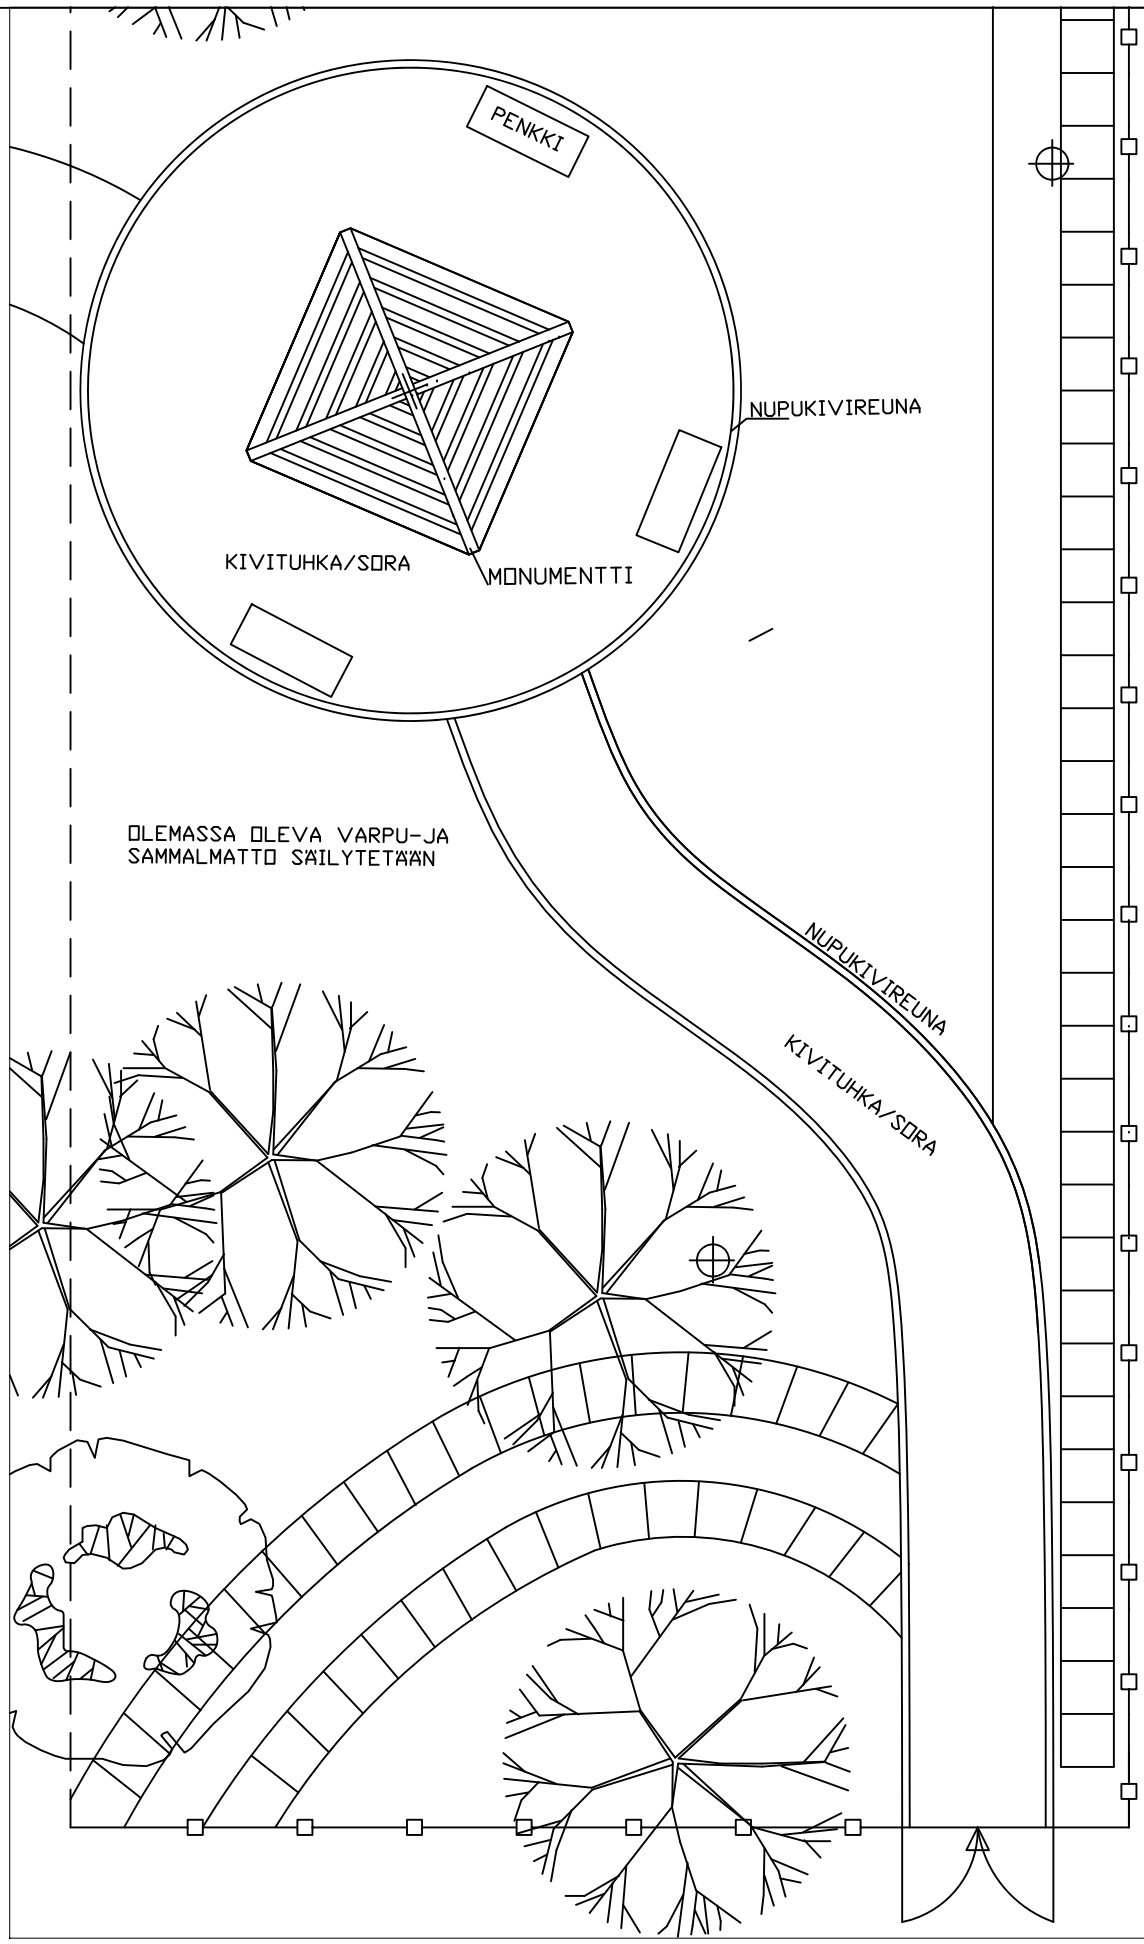 PENKKI
NUPUKIVIREUNA
KIVITUHKA/SORA
MONUMENTTI
OLEMASSA OLEVA VARPU-JA
SAMMALMATTO SÄILYTETÄÄN
NUPUKIVIREUNA
KIVITUHKA/SORA